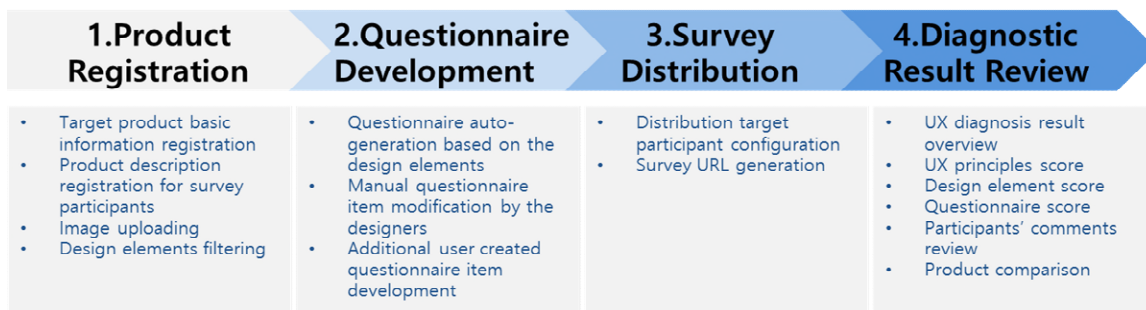 1.Product
Registration
2.Questionnaire
Development
3.Survey
Distribution
4.Diagnostic
Result Review
• Target product basic
information registration
• Product description
registration for survey
participants
• Image uploading
• Design elements filtering
• Questionnaire auto-
generation based on the
design elements
• Manual questionnaire
item modification by the
designers
• Additional user created
questionnaire item
development
• Distribution target
participant configuration
• Survey URL generation
• UX diagnosis result
overview
• UX principles score
• Design element score
• Questionnaire score
• Participants’ comments
review
• Product comparison